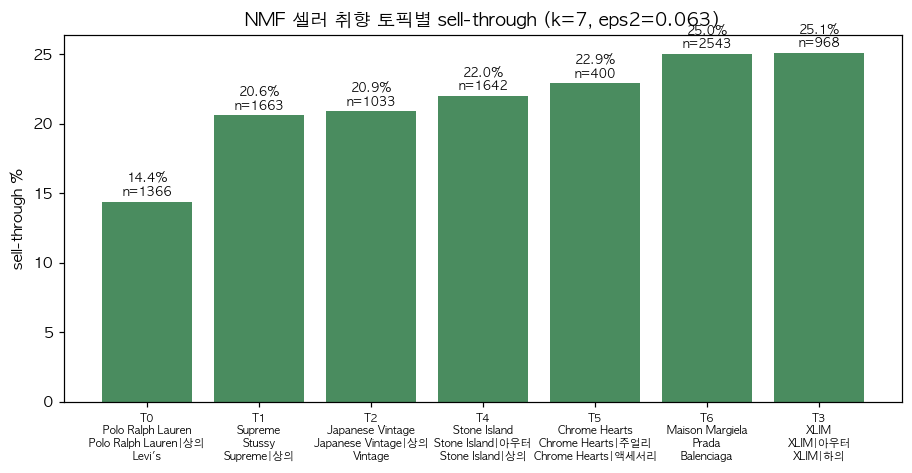 NMF 셀러 취향 토픽별 sell-through (k=7, eps2=0.063)
sell-through %
25
20
15
10
5
0
14.4%
n=1366
20.6%
n=1663
20.9%
n=1033
22.0%
n=1642
22.9%
n=400
25.0%
n=2543
25.1%
n=968
T0
Polo Ralph Lauren
Polo Ralph Lauren|상의
Levi's
T1
Supreme
Stussy
Supreme|상의
T2
Japanese Vintage
Japanese Vintage|상의
Vintage
T4
Stone Island
Stone Island|아우터
Stone Island|상의
T5
Chrome Hearts
Chrome Hearts|주얼리
Chrome Hearts|액세서리
T6
Maison Margiela
Prada
Balenciaga
T3
XLIM
XLIM|아우터
XLIM|하의